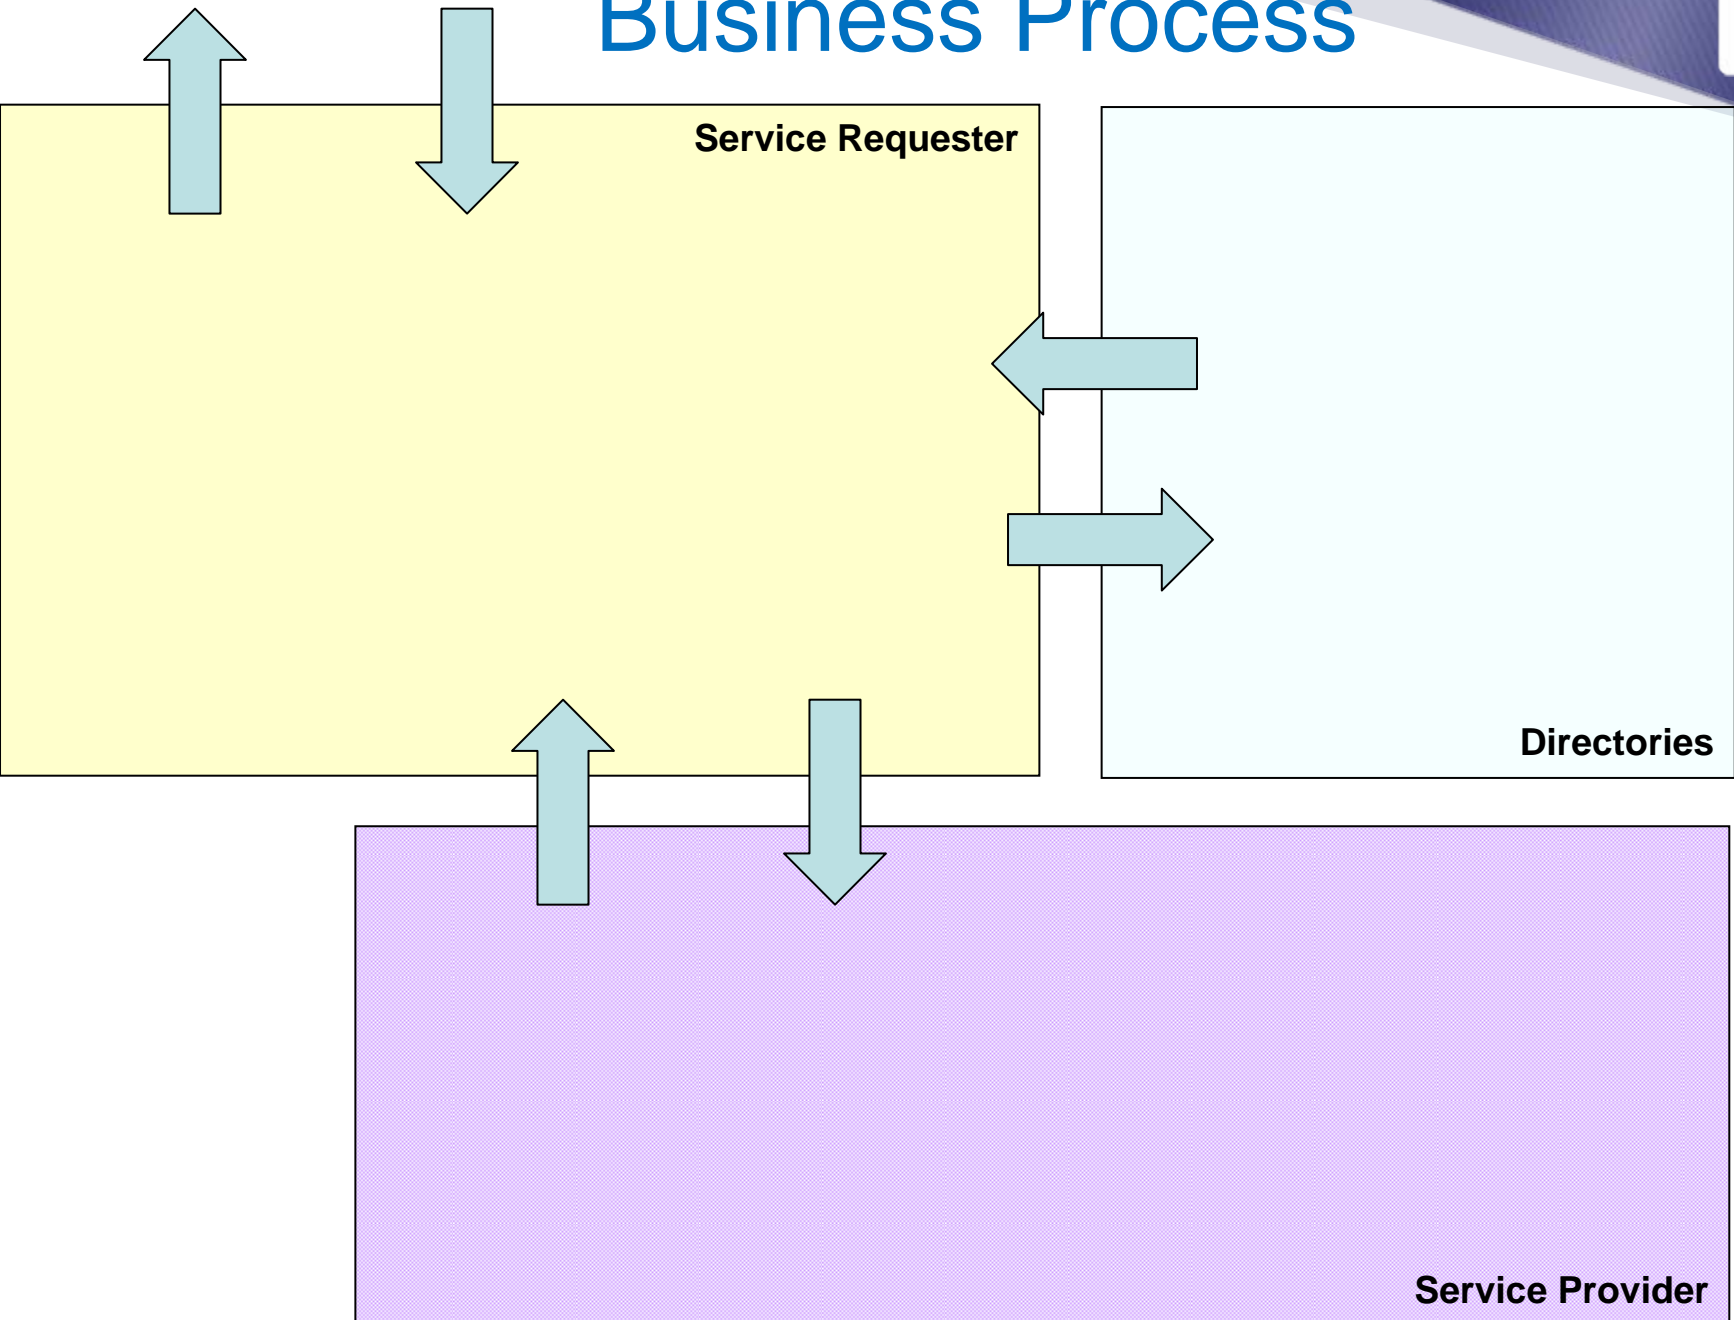 Business Process
Service Requester
Directories
Service Provider